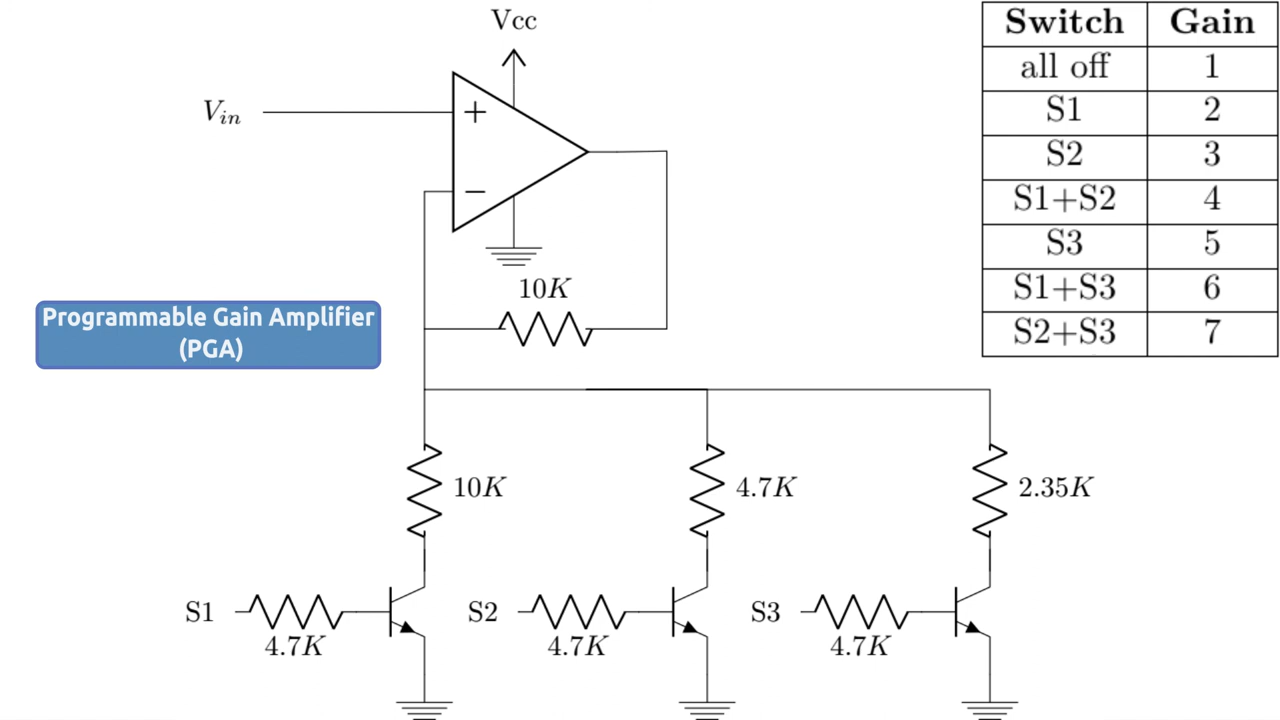 Vcc
V_in
+
−
10K
Programmable Gain Amplifier
(PGA)
Switch Gain
all off 1
S1 2
S2 3
S1+S2 4
S3 5
S1+S3 6
S2+S3 7
10K
4.7K
2.35K
S1
4.7K
S2
4.7K
S3
4.7K